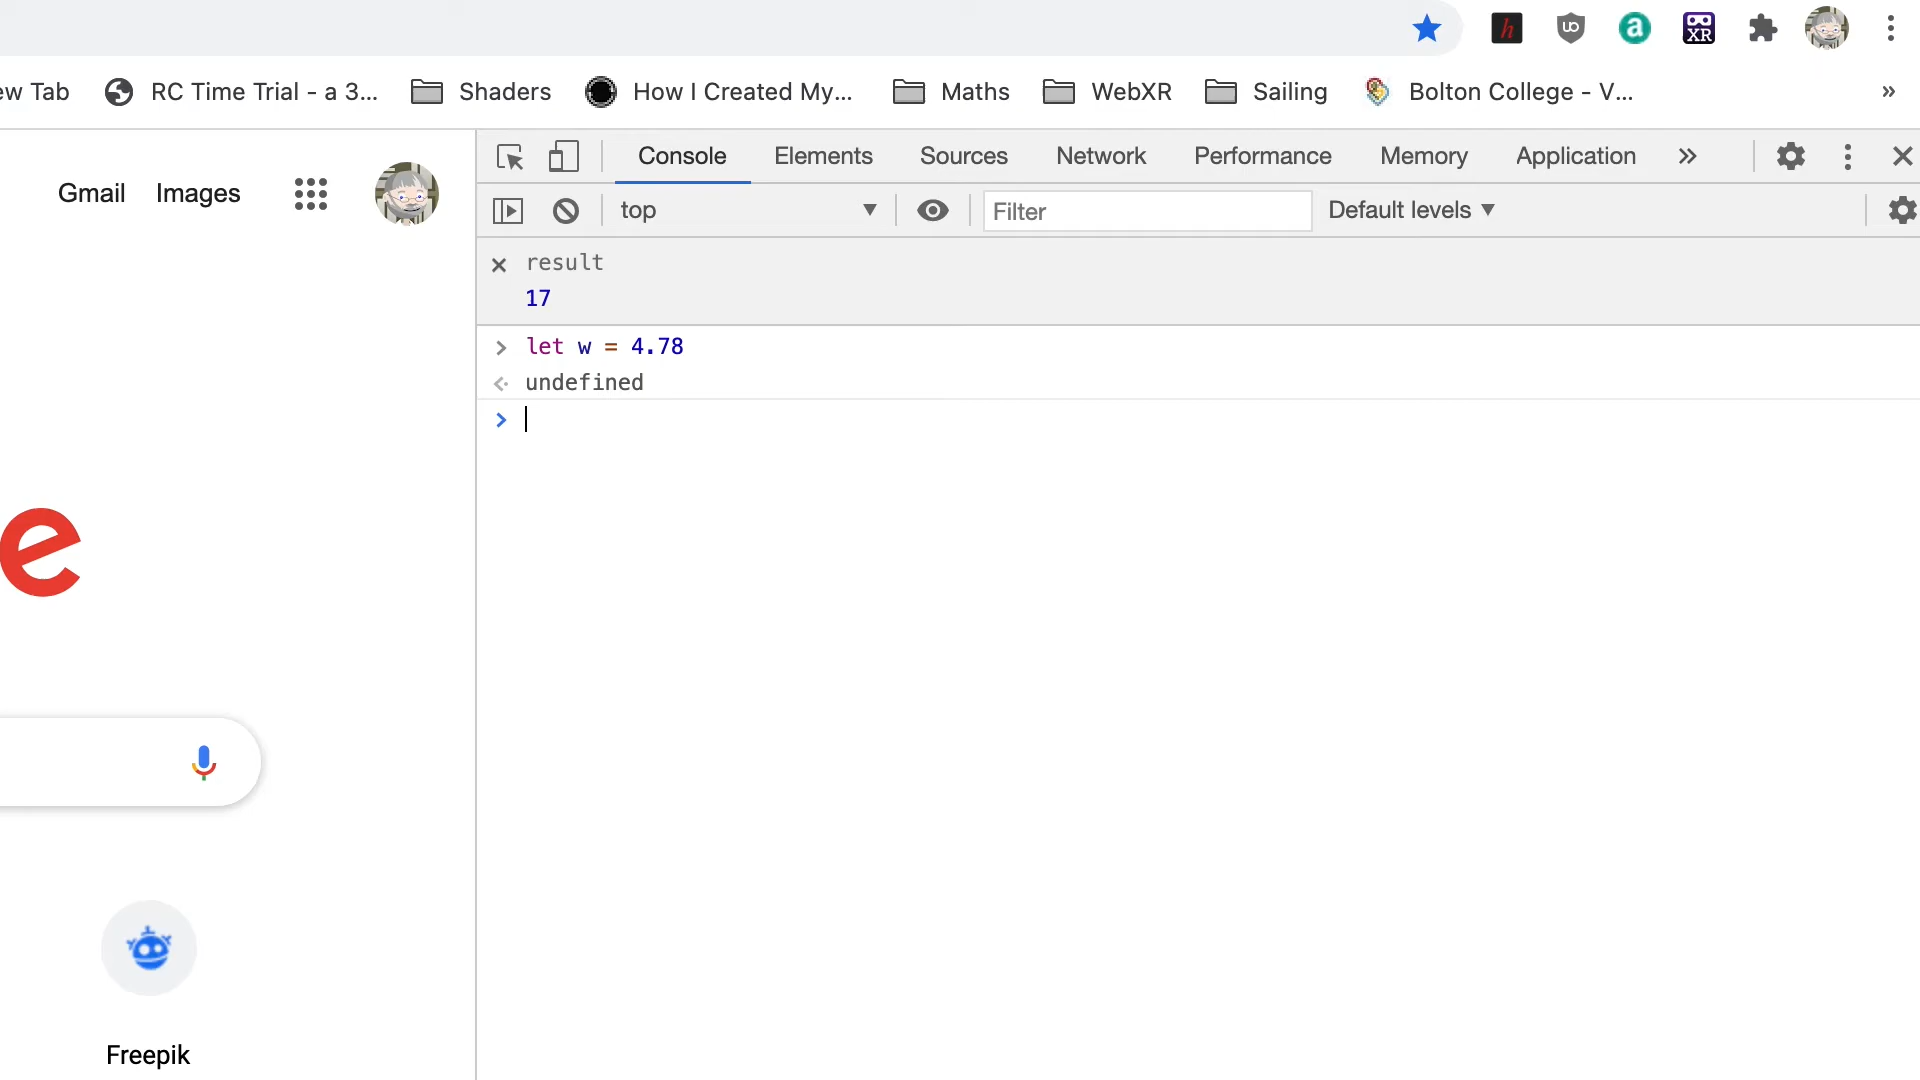 ew Tab
RC Time Trial - a 3...
Shaders
How I Created My...
Maths
WebXR
Sailing
Bolton College - V...
»
Gmail
Images
Console
Elements
Sources
Network
Performance
Memory
Application
»
top
Filter
Default levels
result
17
let w = 4.78
undefined
e
Freepik
h
a
XR